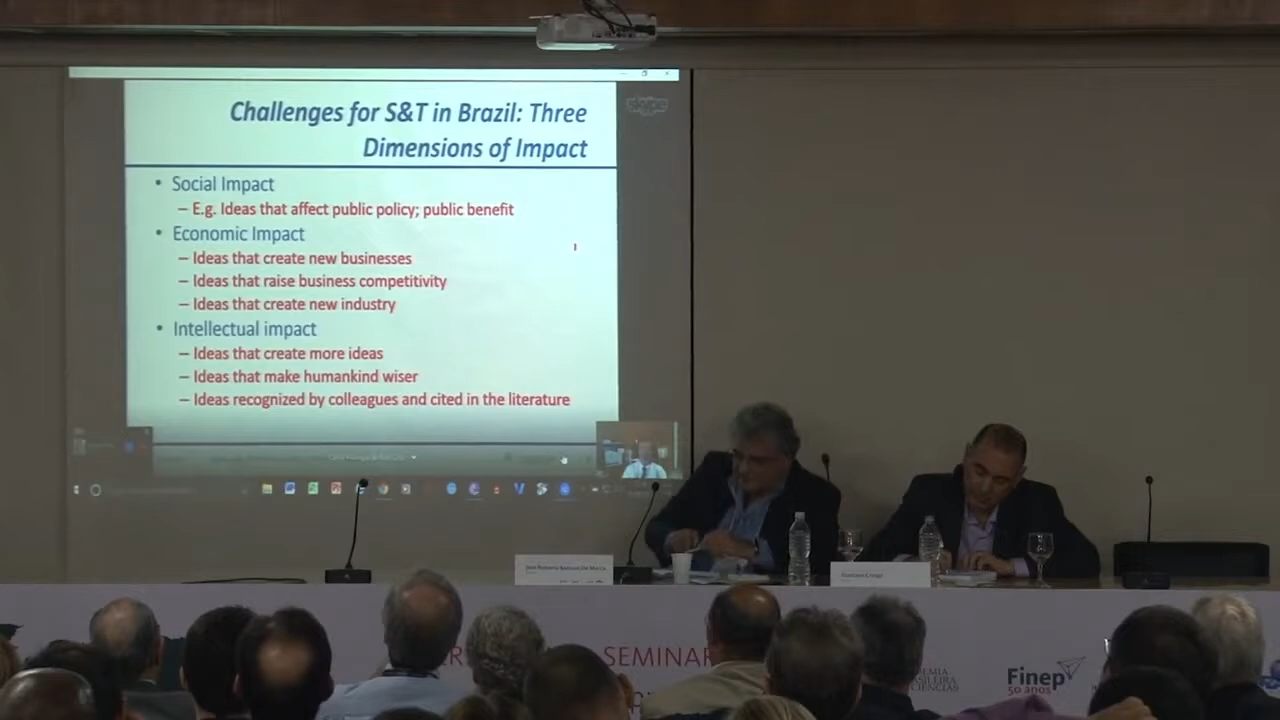 Challenges for S&T in Brazil: Three
Dimensions of Impact
skype
• Social Impact
– E.g. Ideas that affect public policy; public benefit
• Economic Impact
– Ideas that create new businesses
– Ideas that raise business competitivity
– Ideas that create new industry
• Intellectual impact
– Ideas that create more ideas
– Ideas that make humankind wiser
– Ideas recognized by colleagues and cited in the literature
SEMINAR
Finep
50 anos